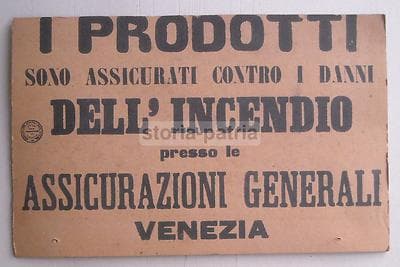 I PRODOTTI
SONO ASSICURATI CONTRO I DANNI
DELL' INCENDIO
storia-patria
presso le
ASSICURAZIONI GENERALI
VENEZIA